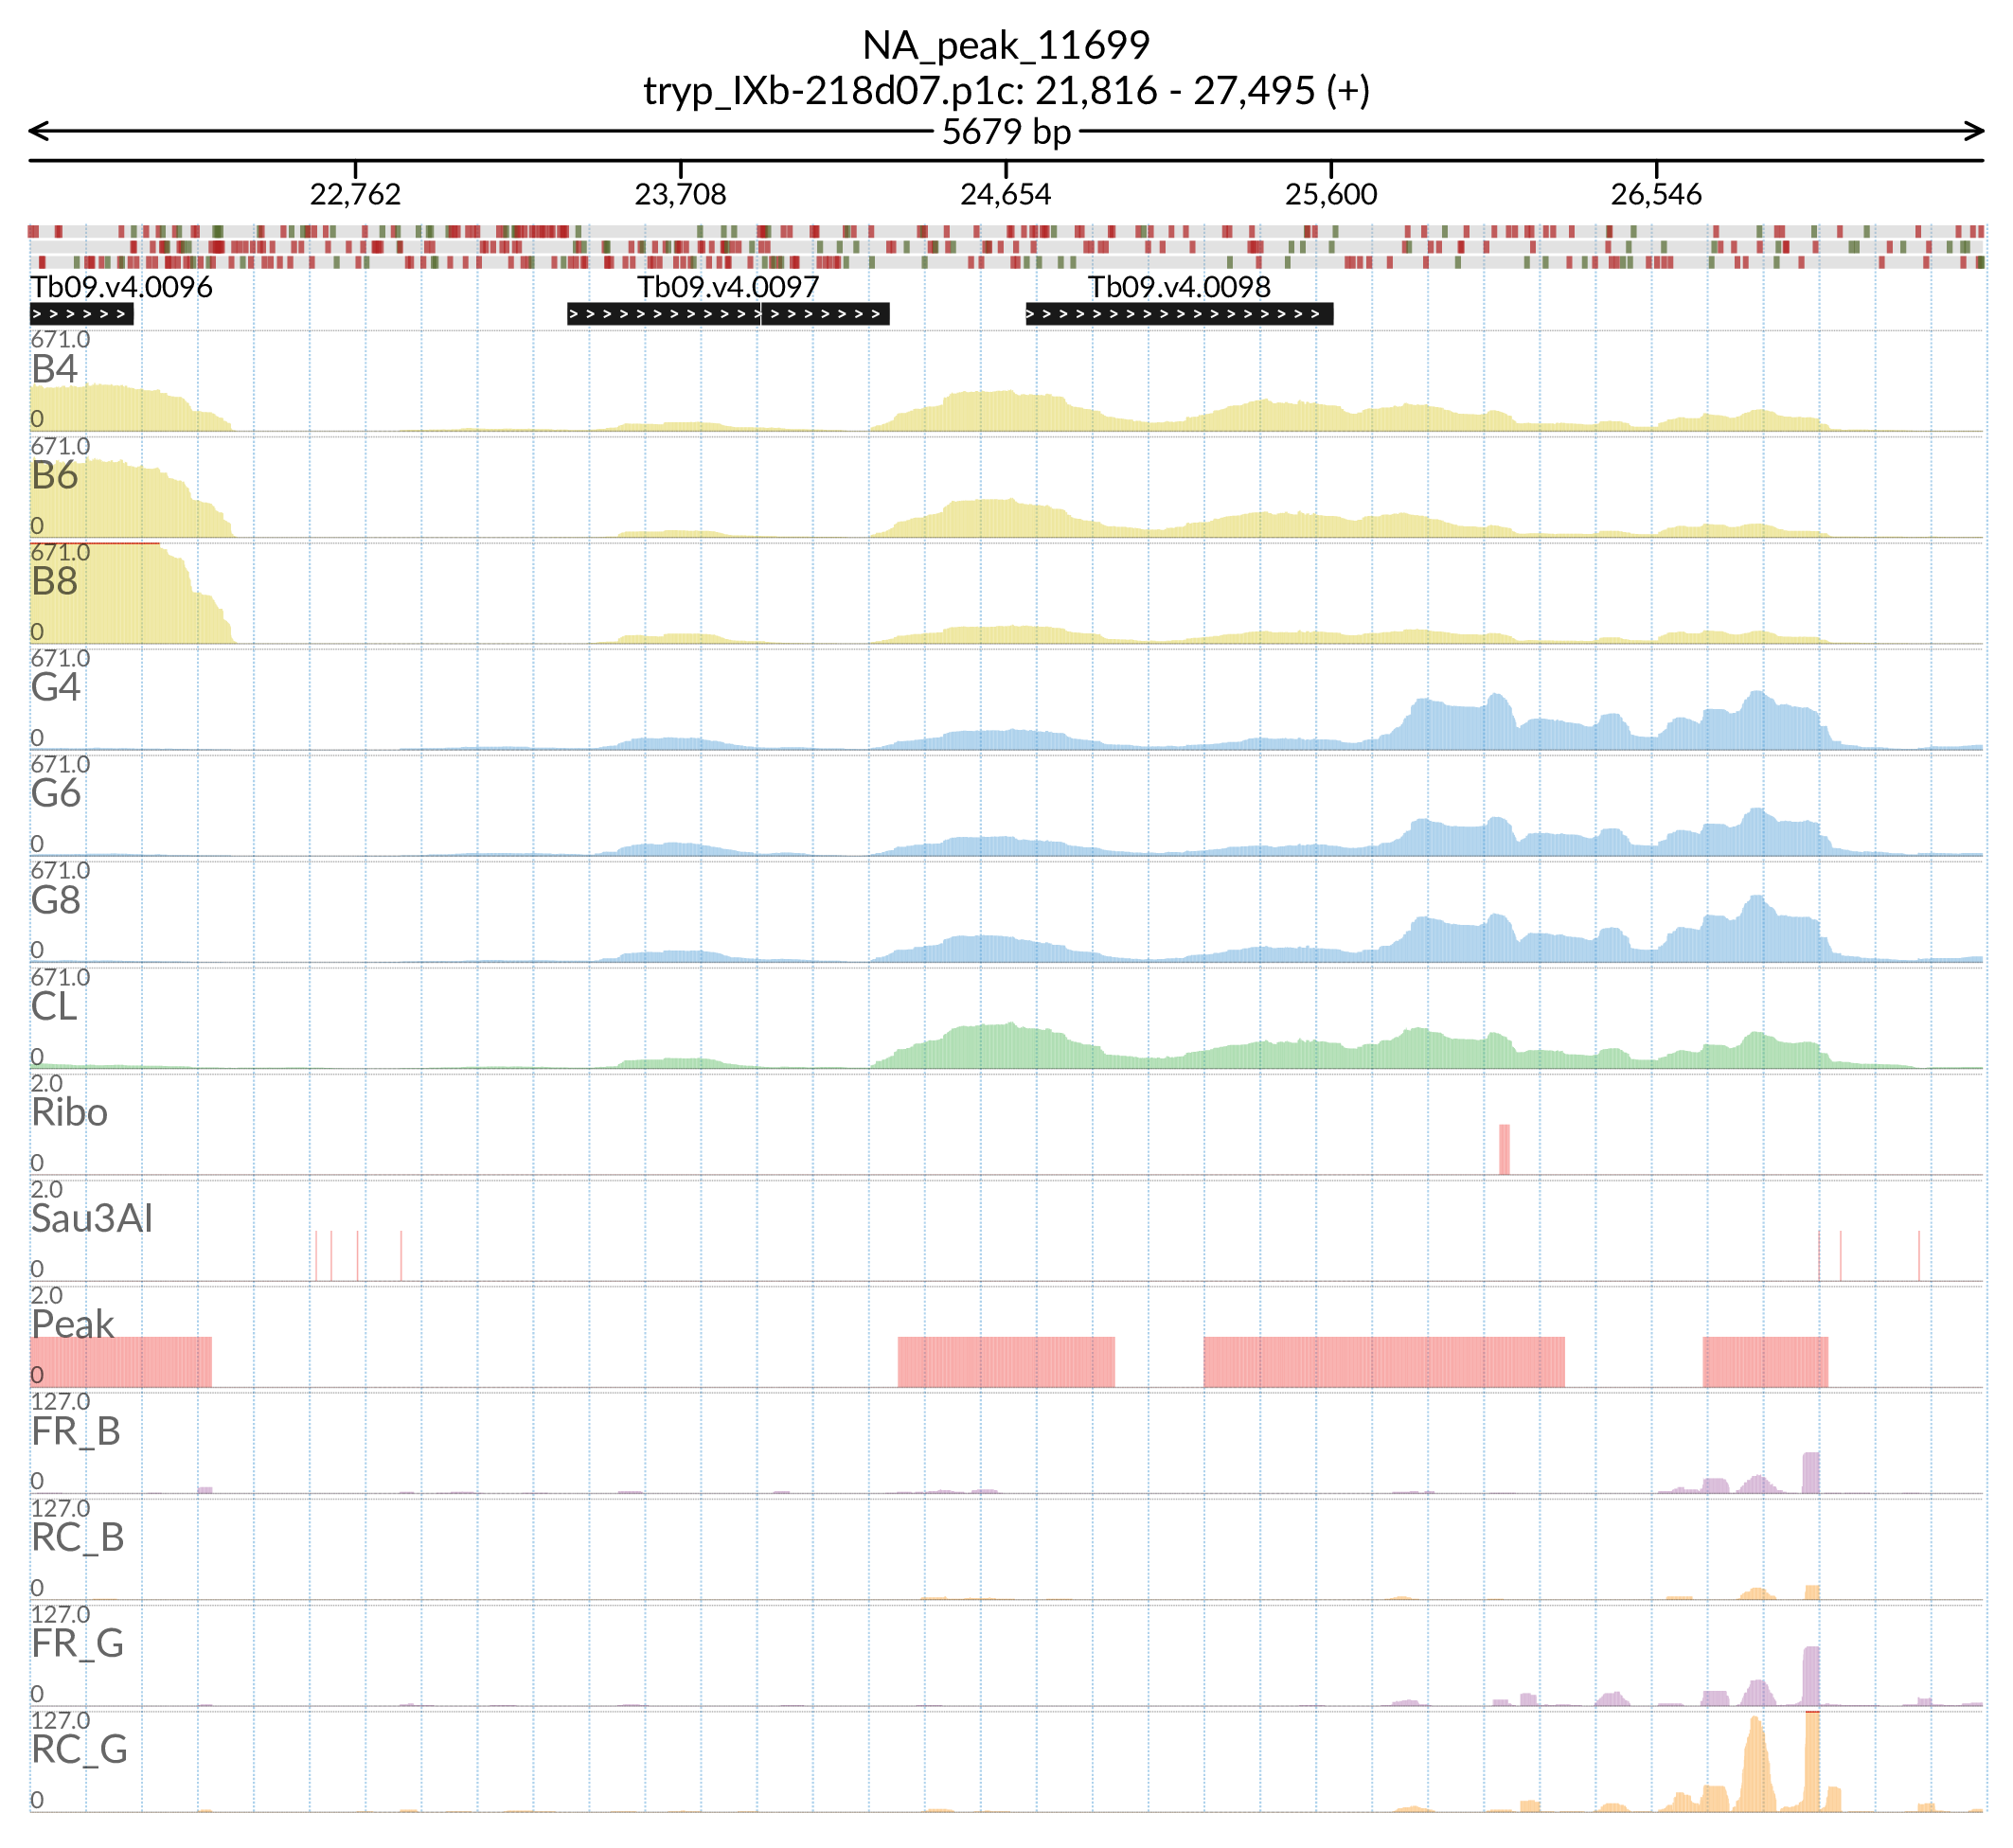 NA_peak_11699
tryp_IXb-218d07.p1c: 21,816 - 27,495 (+)
5679 bp
22,762 23,708 24,654 25,600 26,546
Tb09.v4.0096 Tb09.v4.0097 Tb09.v4.0098
671.0
B4
0
671.0
B6
0
671.0
B8
0
671.0
G4
0
671.0
G6
0
671.0
G8
0
671.0
CL
0
2.0
Ribo
0
2.0
Sau3AI
0
2.0
Peak
0
127.0
FR_B
0
127.0
RC_B
0
127.0
FR_G
0
127.0
RC_G
0